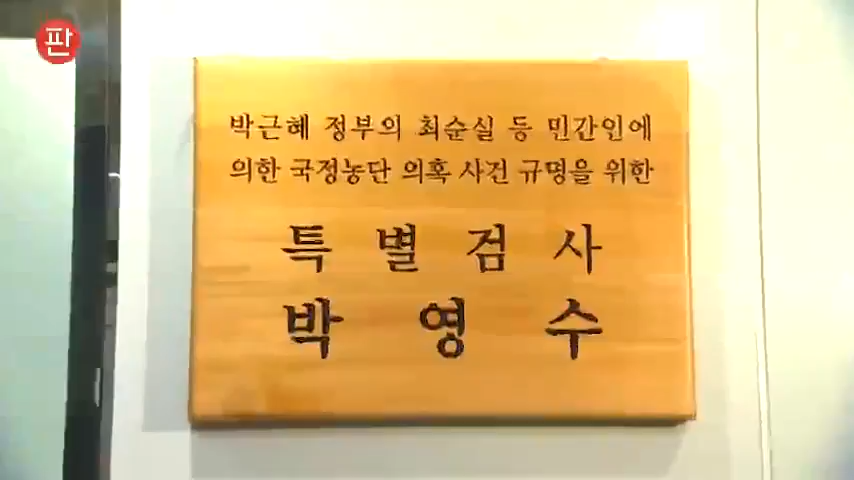 판
박근혜 정부의 최순실 등 민간인에
의한 국정농단 의혹 사건 규명을 위한
특별검사
박영수